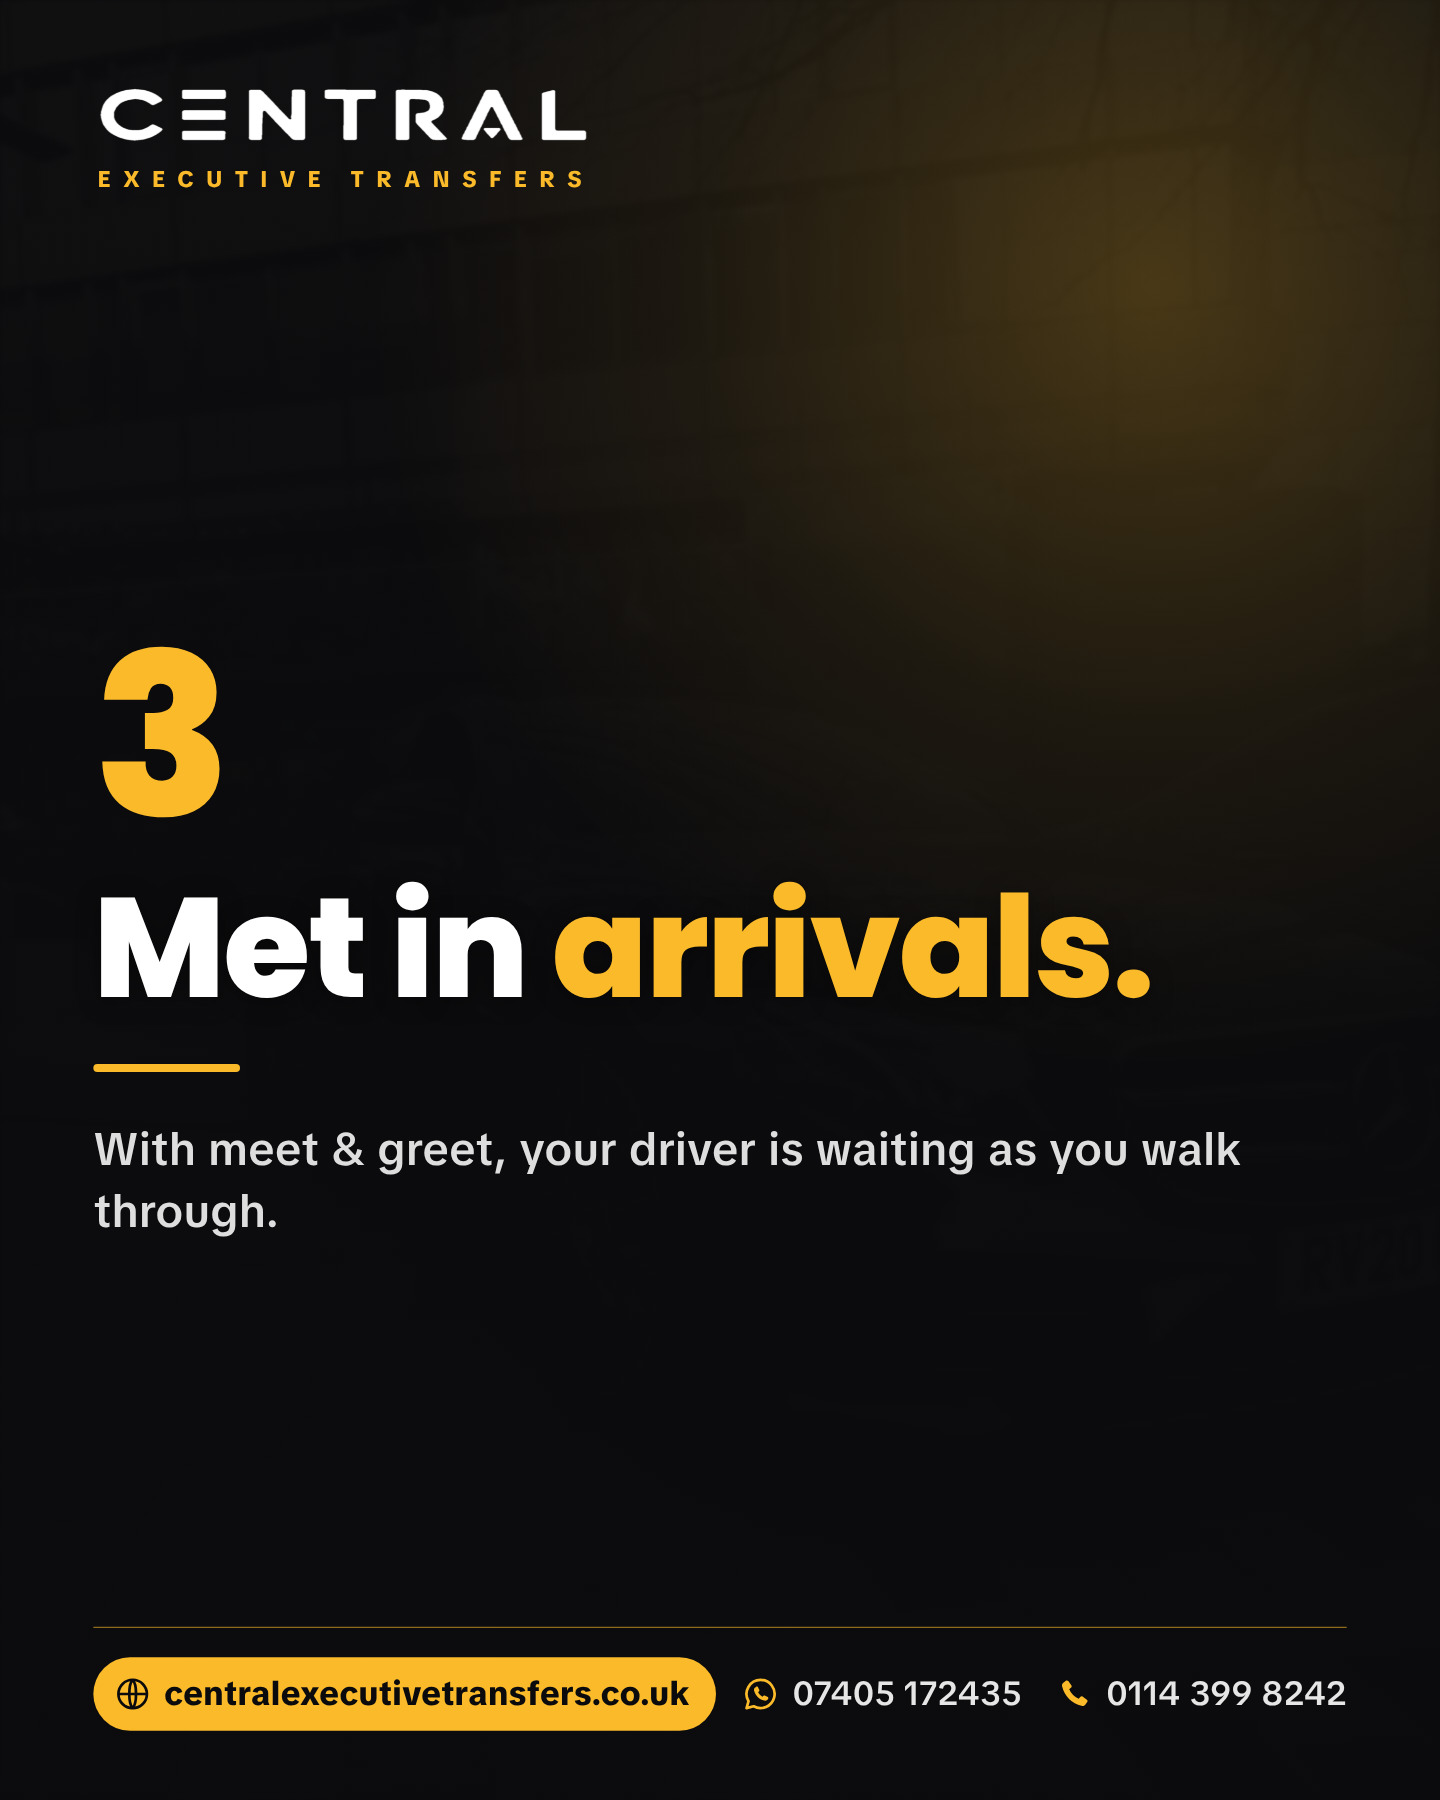 CENTRAL
EXECUTIVE TRANSFERS
3
Met in arrivals.
With meet & greet, your driver is waiting as you walk
through.
centralexecutivetransfers.co.uk 07405 172435 0114 399 8242